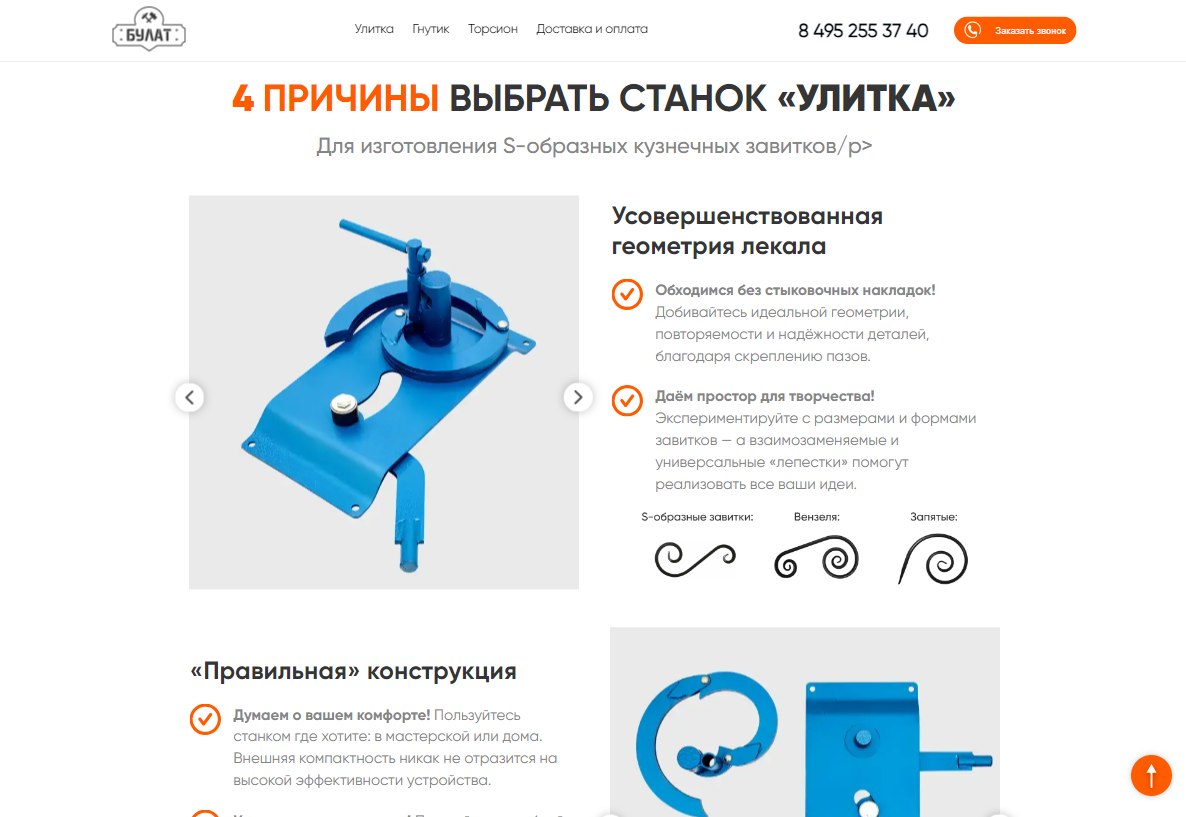 БУЛАТ
Улитка Гнутик Торсион Доставка и оплата
8 495 255 37 40
Заказать звонок
4 ПРИЧИНЫ ВЫБРАТЬ СТАНОК «УЛИТКА»
Для изготовления S-образных кузнечных завитков/p>
Усовершенствованная
геометрия лекала
Обходимся без стыковочных накладок!
Добивайтесь идеальной геометрии,
повторяемости и надёжности деталей,
благодаря скреплению пазов.
Даём простор для творчества!
Экспериментируйте с размерами и формами
завитков — а взаимозаменяемые и
универсальные «лепестки» помогут
реализовать все ваши идеи.
S-образные завитки: Вензеля: Запятые:
«Правильная» конструкция
Думаем о вашем комфорте! Пользуйтесь
станком где хотите: в мастерской или дома.
Внешняя компактность никак не отразится на
высокой эффективности устройства.